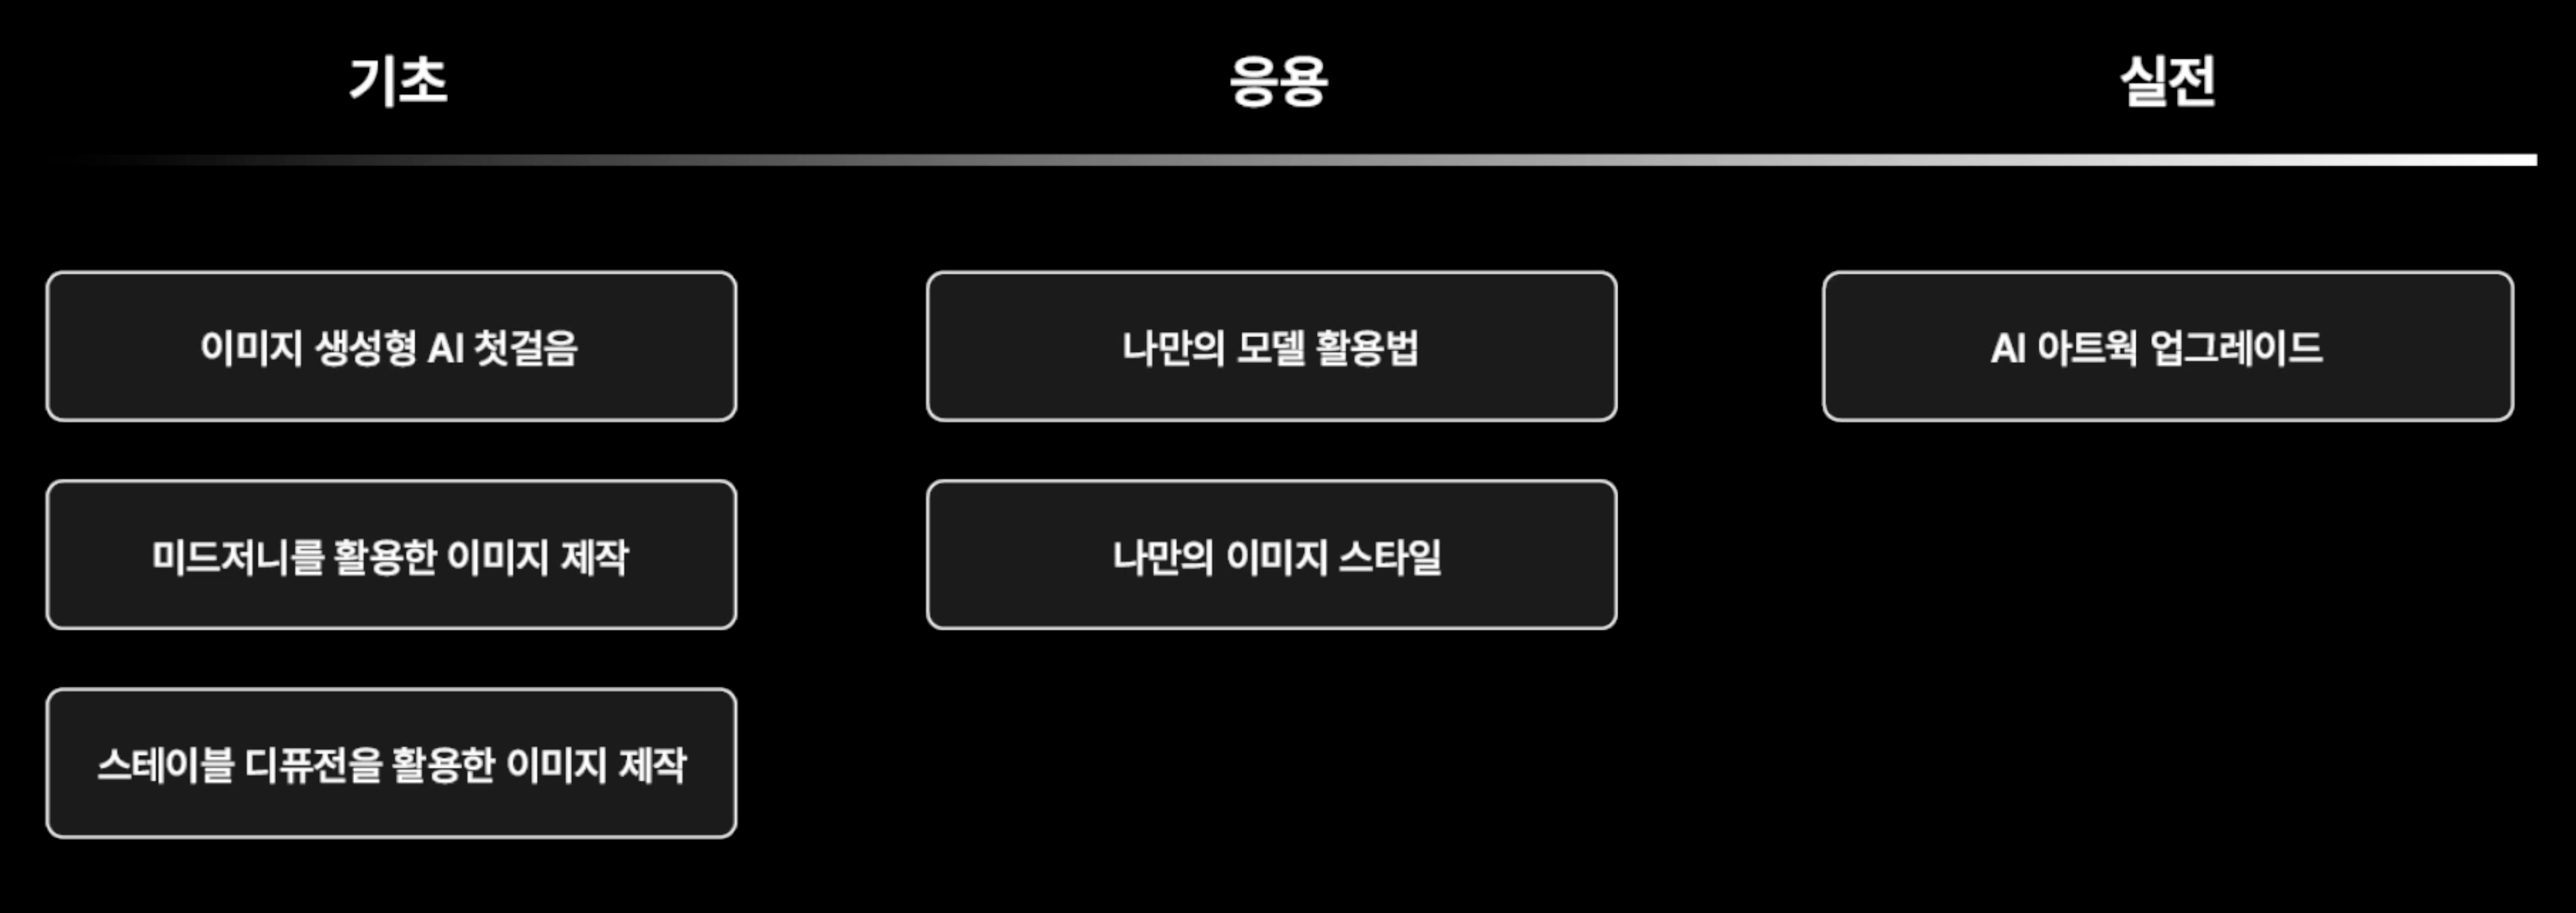 기초
응용
실전
이미지 생성형 AI 첫걸음
나만의 모델 활용법
AI 아트웍 업그레이드
미드저니를 활용한 이미지 제작
나만의 이미지 스타일
스테이블 디퓨전을 활용한 이미지 제작